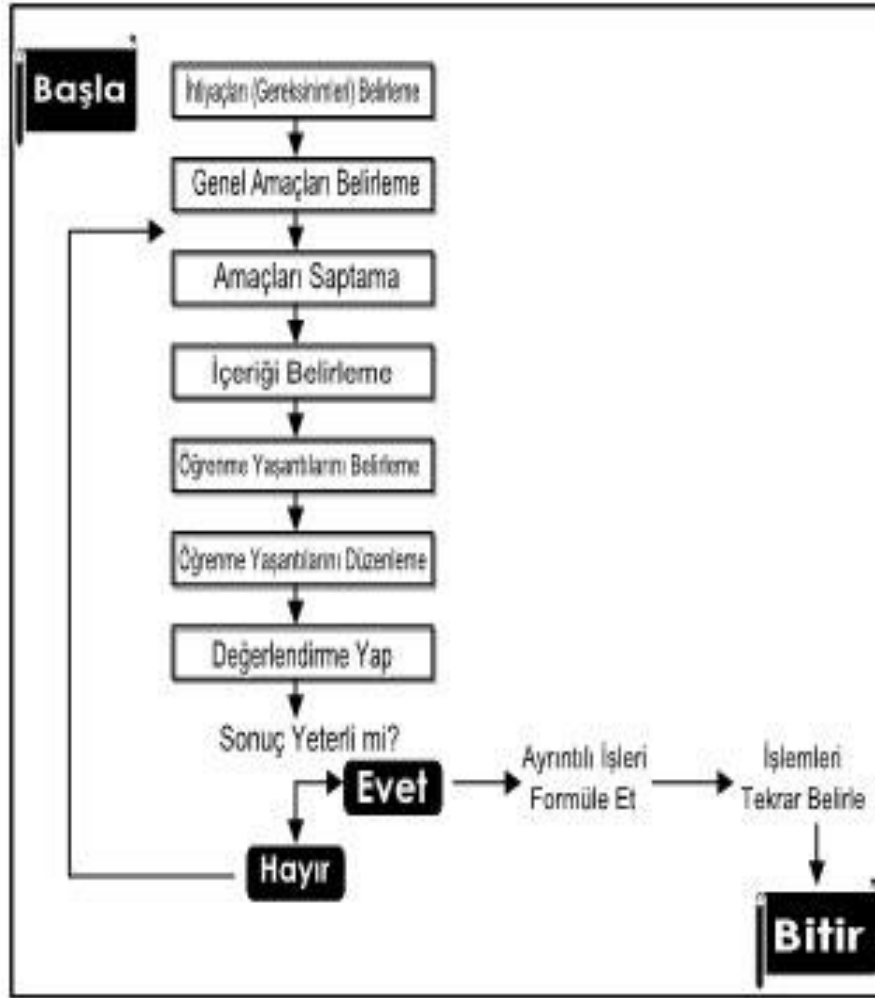 Başla
İhtiyaçları (Gereksinimleri) Belirleme
Genel Amaçları Belirleme
Amaçları Saptama
İçeriği Belirleme
Öğrenme Yaşantılarını Belirleme
Öğrenme Yaşantılarını Düzenleme
Değerlendirme Yap
Sonuç Yeterli mi?
Evet
Ayrıntılı İşleri
Formüle Et
İşlemleri
Tekrar Belirle
Hayır
Bitir